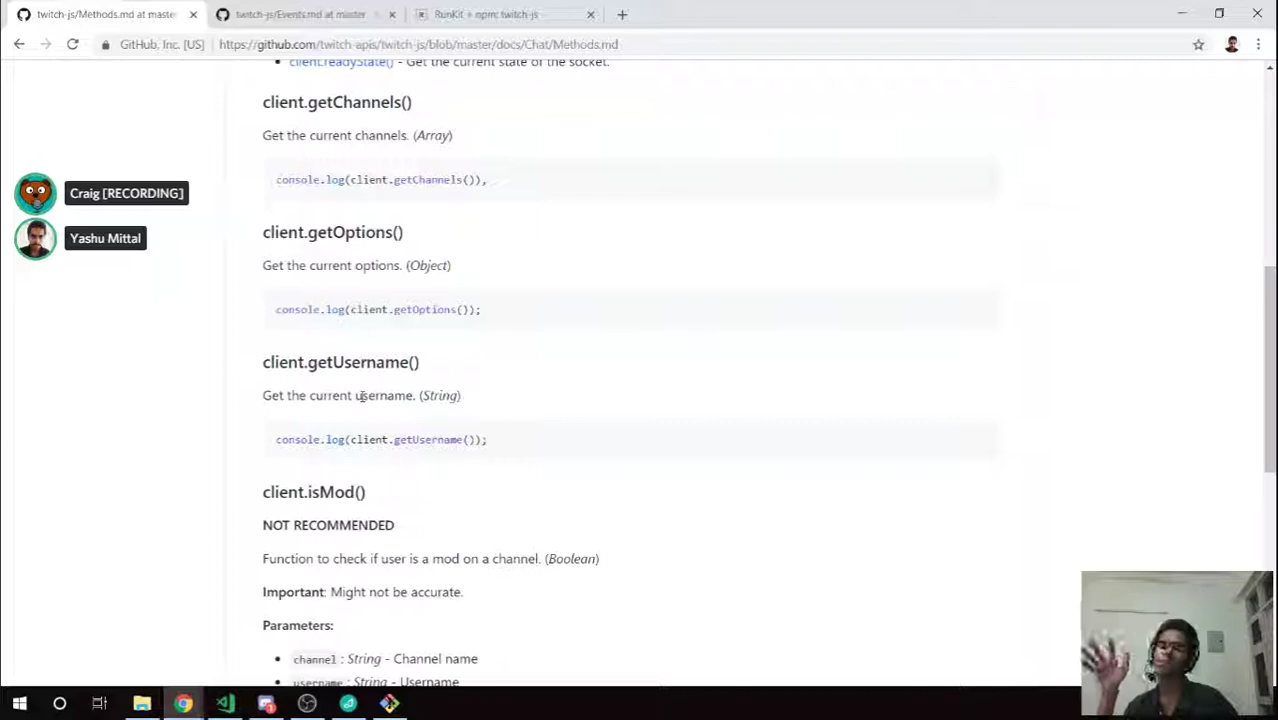 twitch-js/Methods.md at master
twitch-js/Events.md at master
RunKit + npm: twitch-js
GitHub, Inc. [US]
https://github.com/twitch-apis/twitch-js/blob/master/docs/Chat/Methods.md
client.readyState() - Get the current state of the socket.
client.getChannels()
Get the current channels. (Array)
console.log(client.getChannels()),
Craig [RECORDING]
client.getOptions()
Yashu Mittal
Get the current options. (Object)
console.log(client.getOptions());
client.getUsername()
Get the current username. (String)
console.log(client.getUsername());
client.isMod()
NOT RECOMMENDED
Function to check if user is a mod on a channel. (Boolean)
Important: Might not be accurate.
Parameters:
channel : String - Channel name
username : String - Username